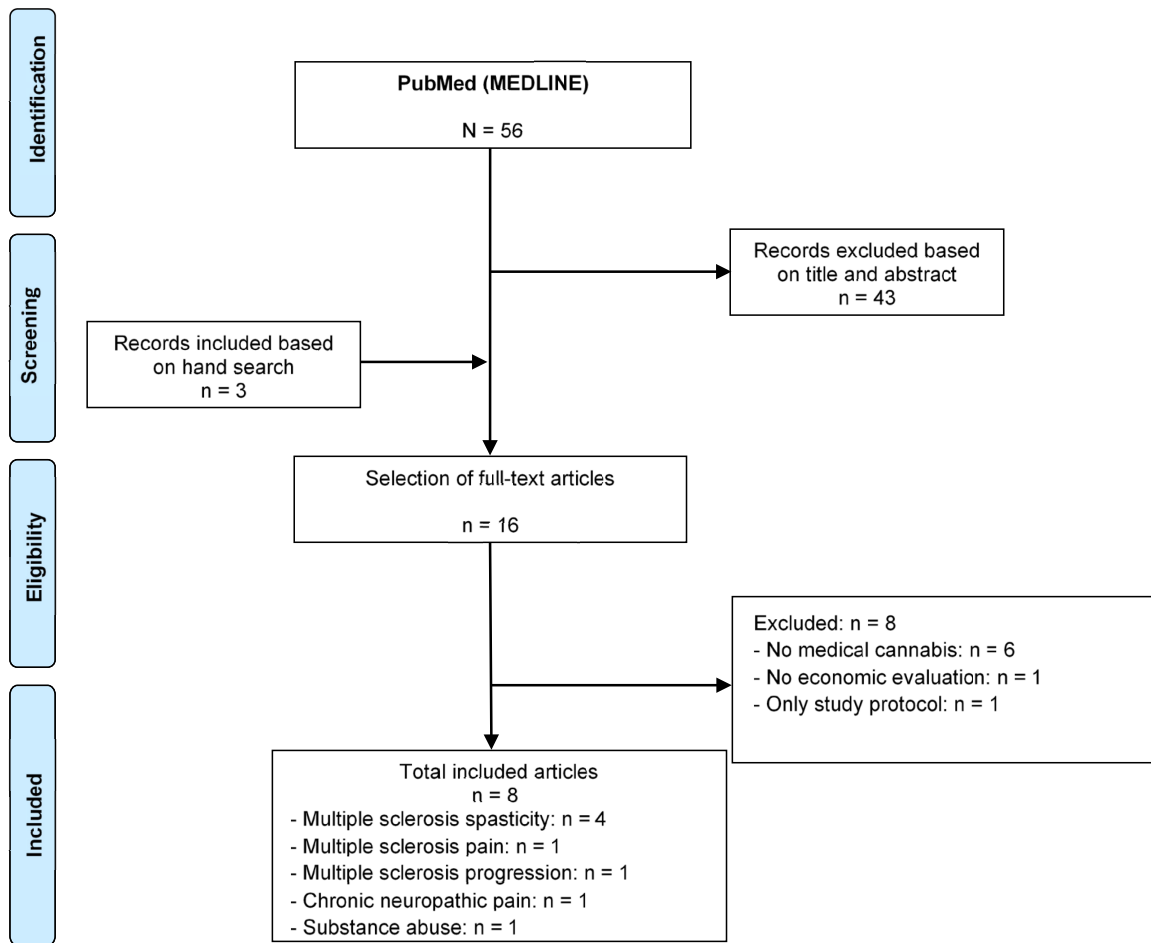 Identification
PubMed (MEDLINE)
N = 56
Screening
Records excluded based
on title and abstract
n = 43
Records included based
on hand search
n = 3
Eligibility
Selection of full-text articles
n = 16
Excluded: n = 8
- No medical cannabis: n = 6
- No economic evaluation: n = 1
- Only study protocol: n = 1
Included
Total included articles
n = 8
- Multiple sclerosis spasticity: n = 4
- Multiple sclerosis pain: n = 1
- Multiple sclerosis progression: n = 1
- Chronic neuropathic pain: n = 1
- Substance abuse: n = 1